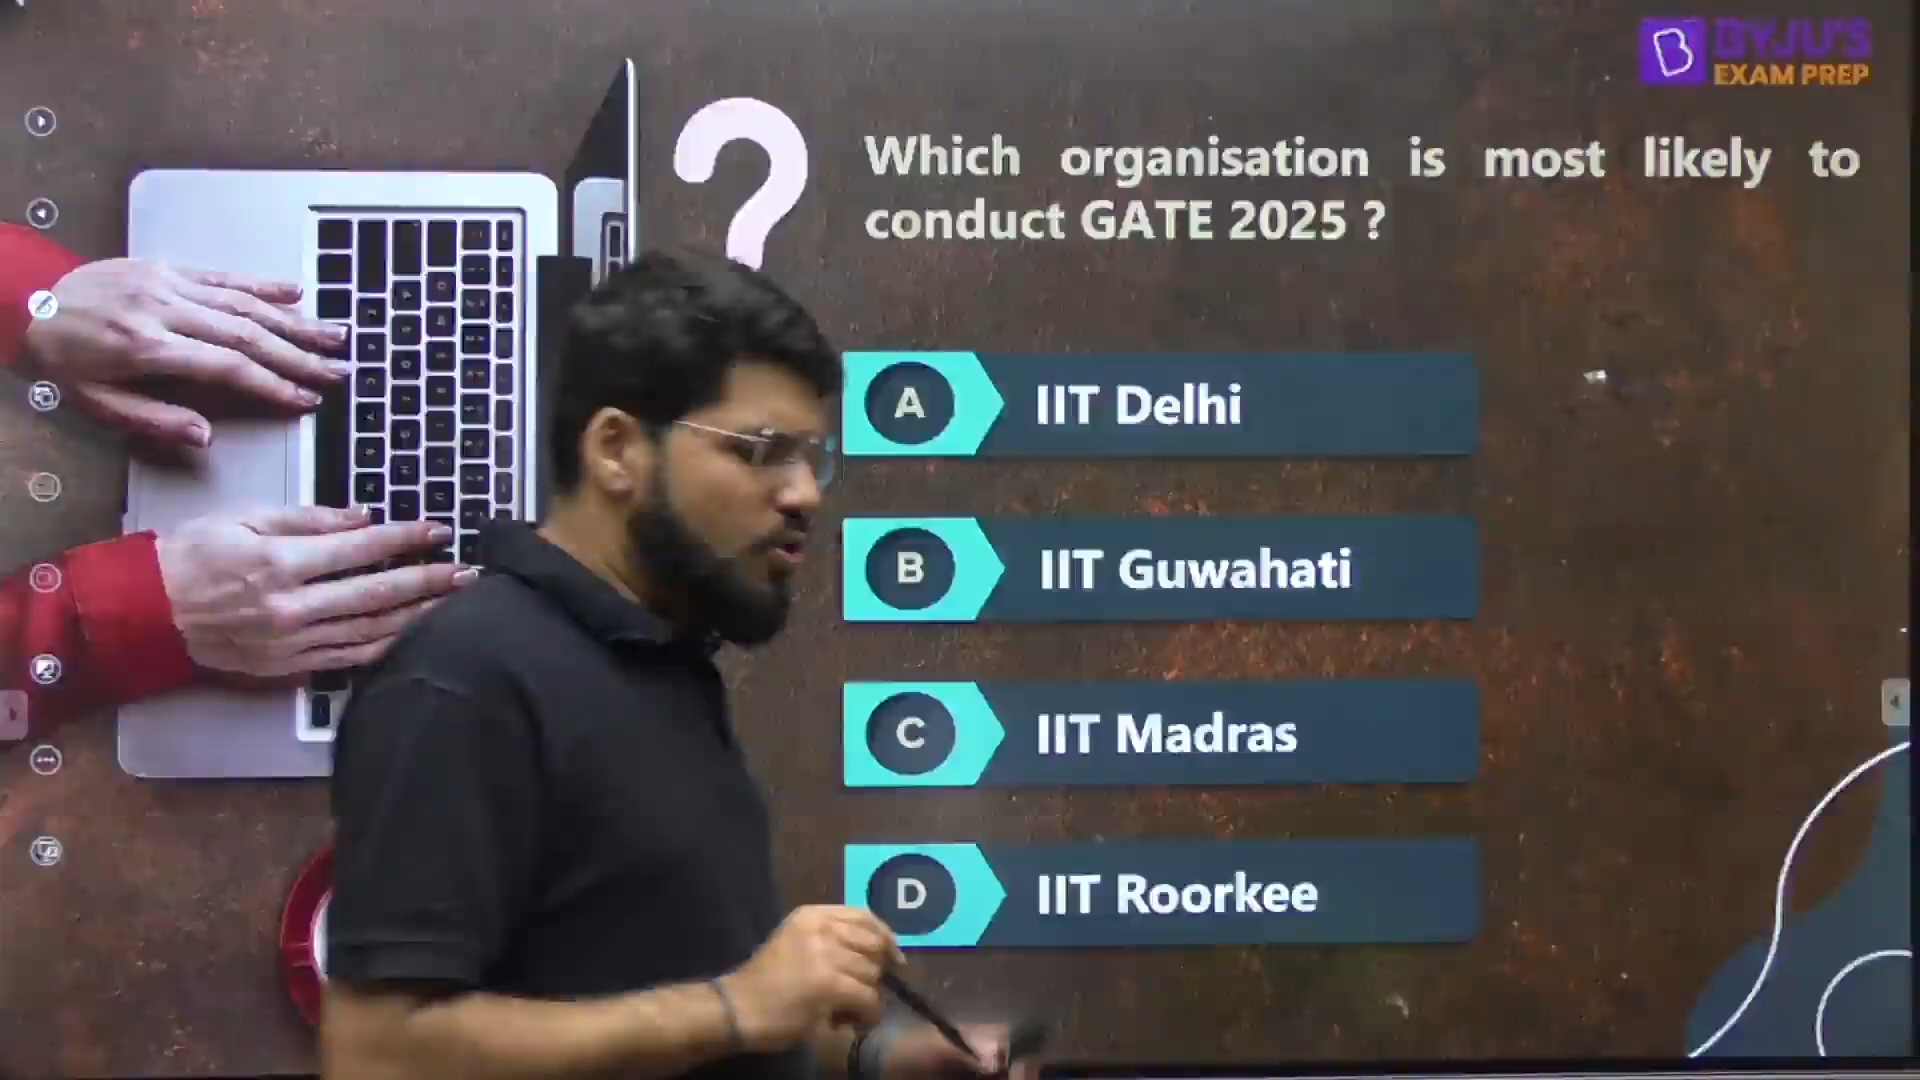 BYJU'S
EXAM PREP
Which organisation is most likely to
conduct GATE 2025 ?
A IIT Delhi
B IIT Guwahati
C IIT Madras
D IIT Roorkee